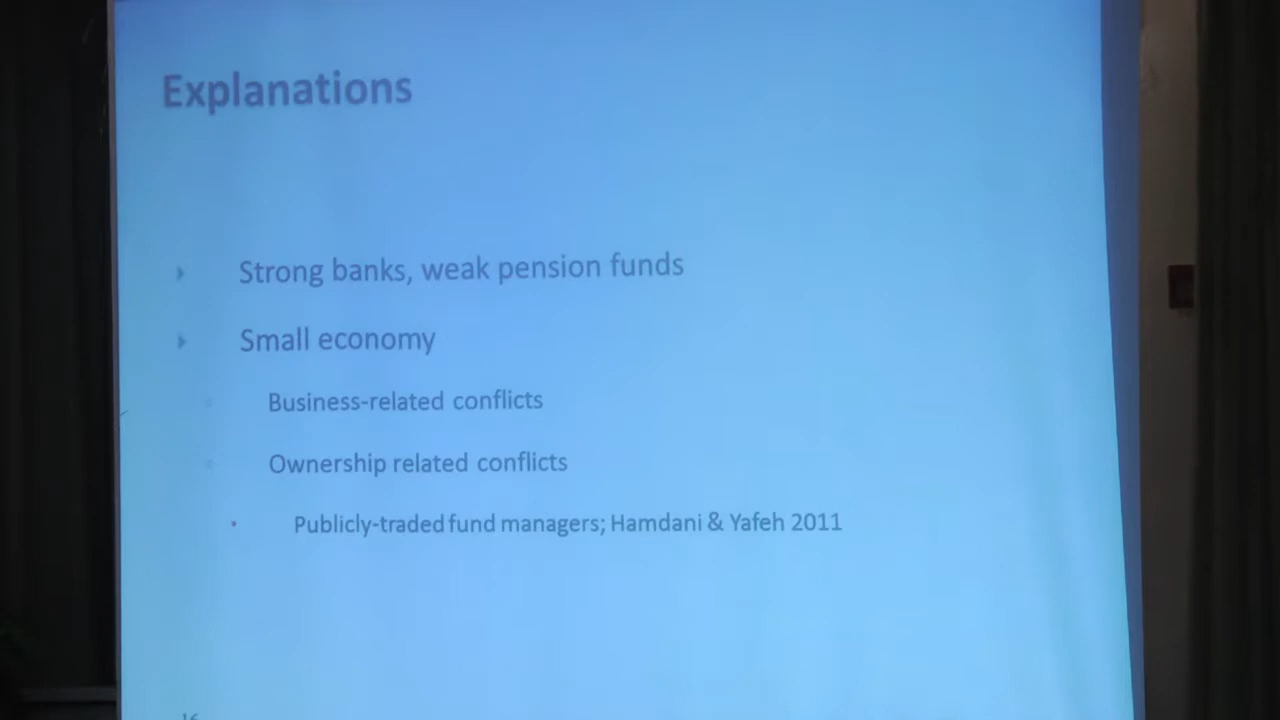 Explanations
Strong banks, weak pension funds
Small economy
Business-related conflicts
Ownership related conflicts
Publicly-traded fund managers; Hamdani & Yafeh 2011
16